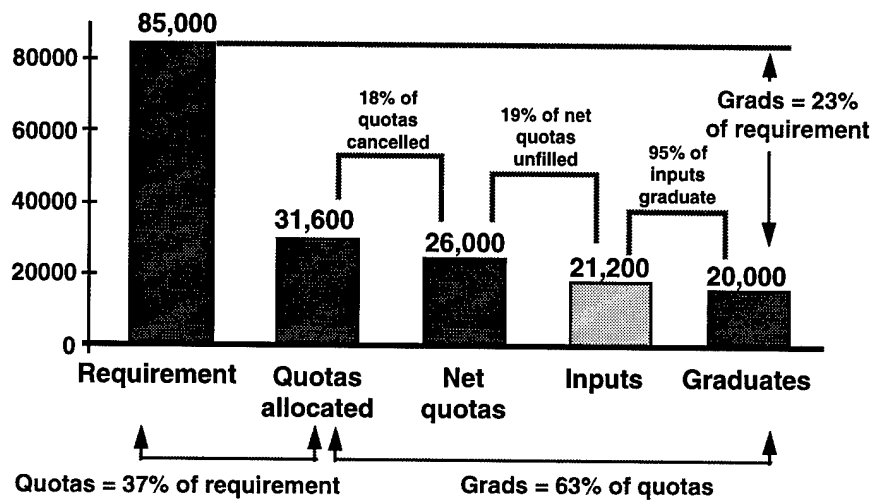 85,000
80000
60000
40000
20000
0
18% of
quotas
cancelled
19% of net
quotas
unfilled
95% of
inputs
graduate
Grads = 23%
of requirement
31,600
26,000
21,200
20,000
Requirement
Quotas
allocated
Net
quotas
Inputs
Graduates
Quotas = 37% of requirement
Grads = 63% of quotas